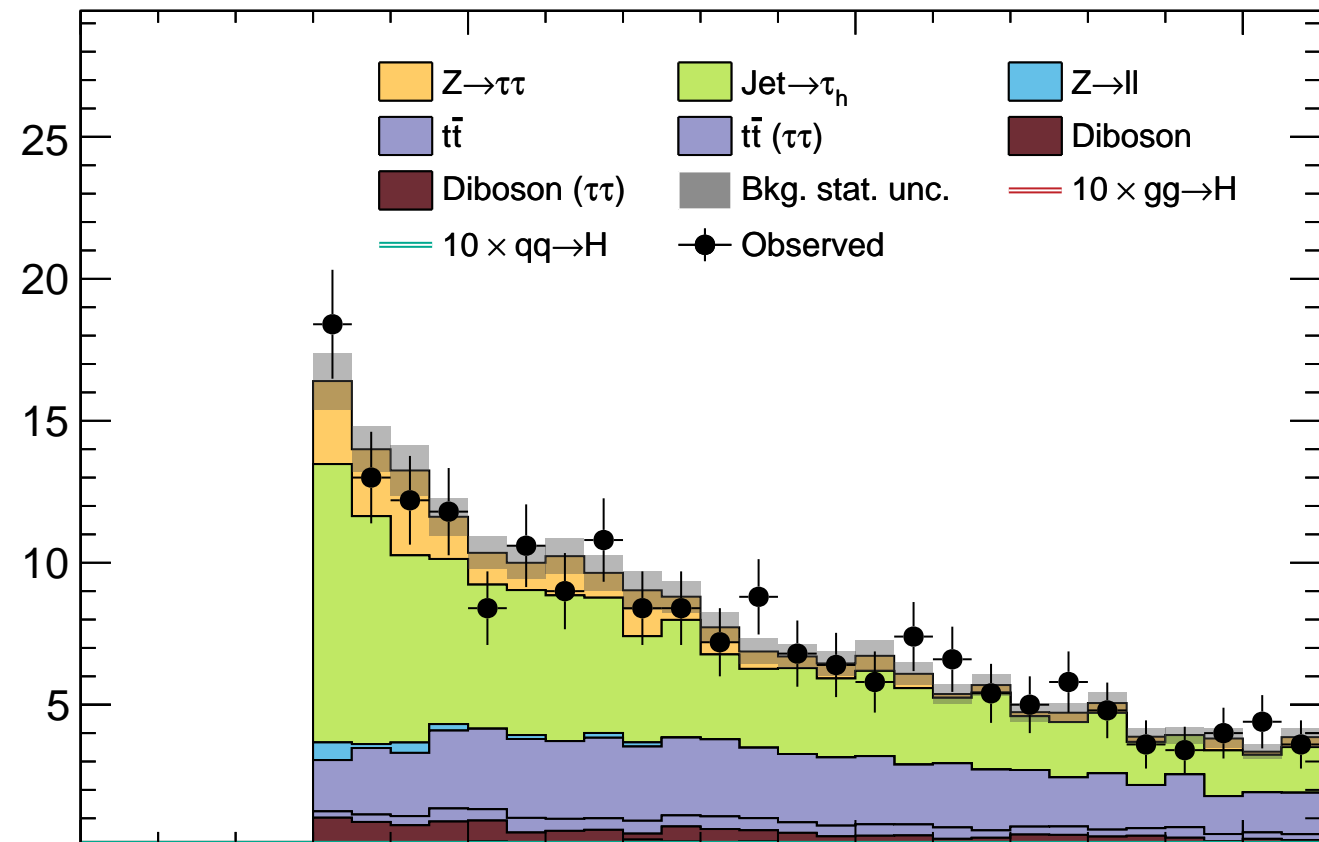 Z→ττ Jet→τₕ Z→ll
tt̄ tt̄ (ττ) Diboson
Diboson (ττ) Bkg. stat. unc. 10 × gg→H
10 × qq→H Observed
25
20
15
10
5